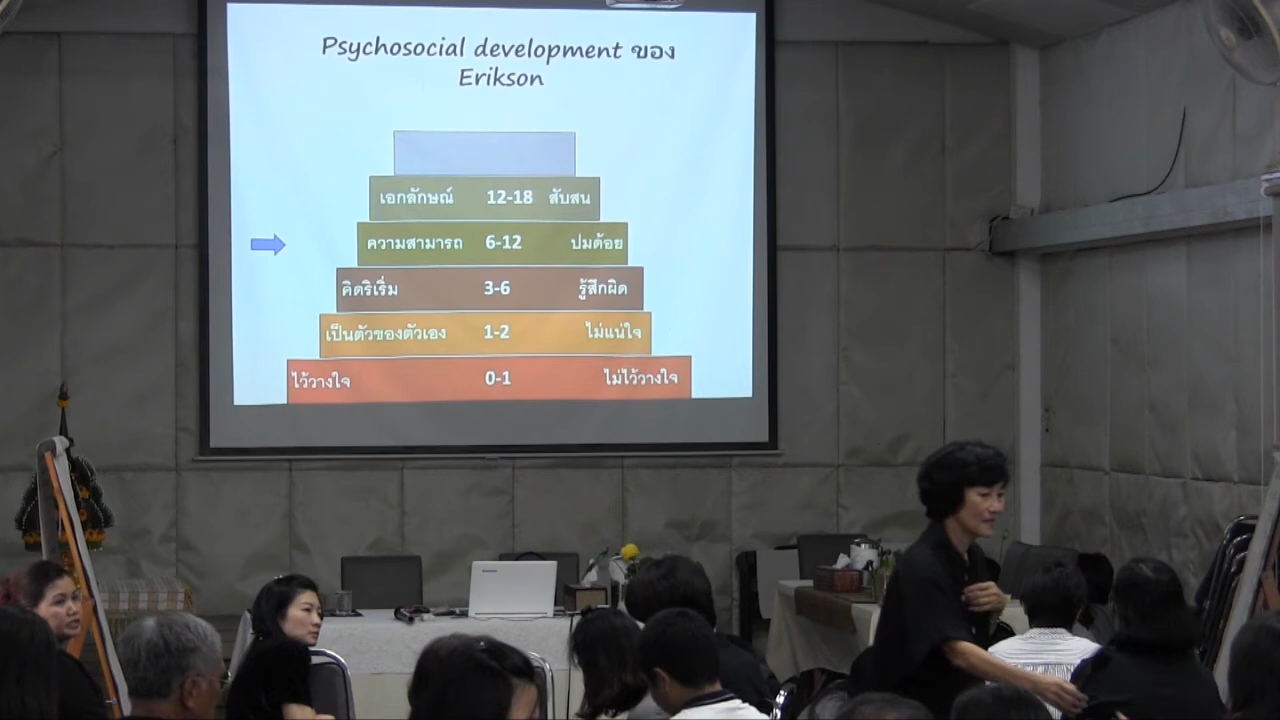 Psychosocial development ของ
Erikson
เอกลักษณ์ 12-18 สับสน
ความสามารถ 6-12 ปมด้อย
คิดริเริ่ม 3-6 รู้สึกผิด
เป็นตัวของตัวเอง 1-2 ไม่แน่ใจ
ไว้วางใจ 0-1 ไม่ไว้วางใจ